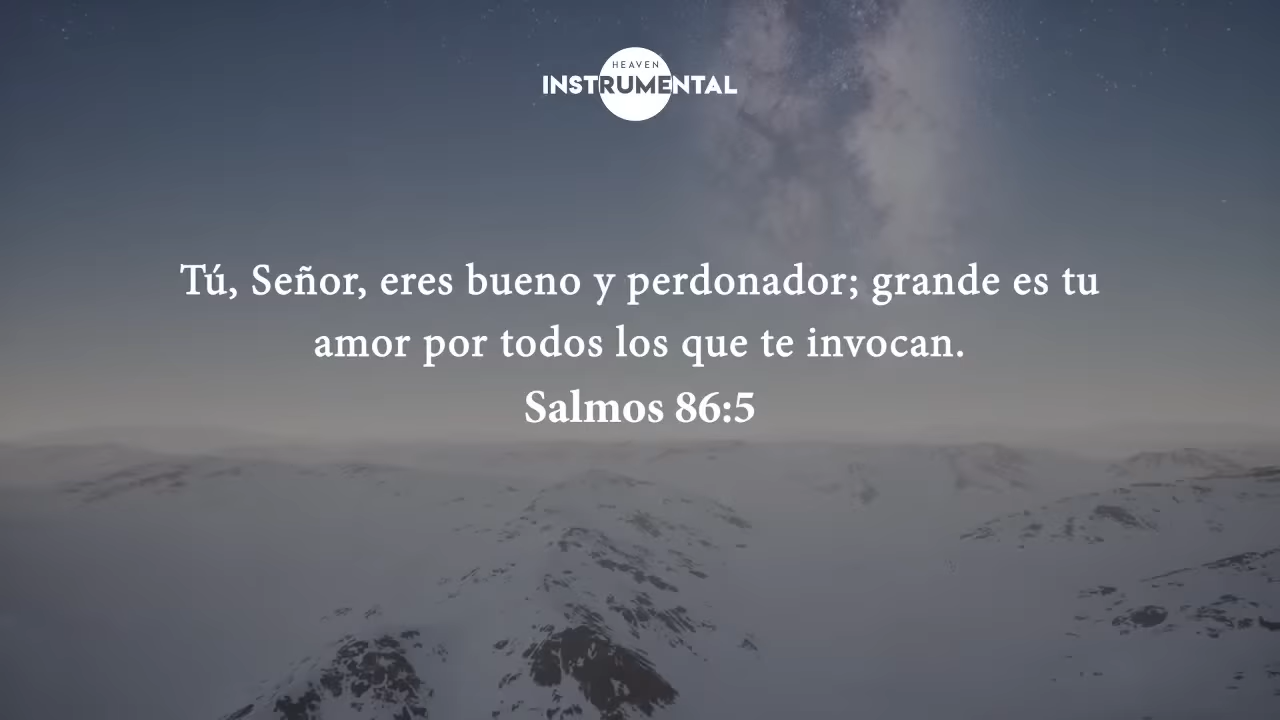 HEAVEN
INSTRUMENTAL
Tú, Señor, eres bueno y perdonador; grande es tu
amor por todos los que te invocan.
Salmos 86:5